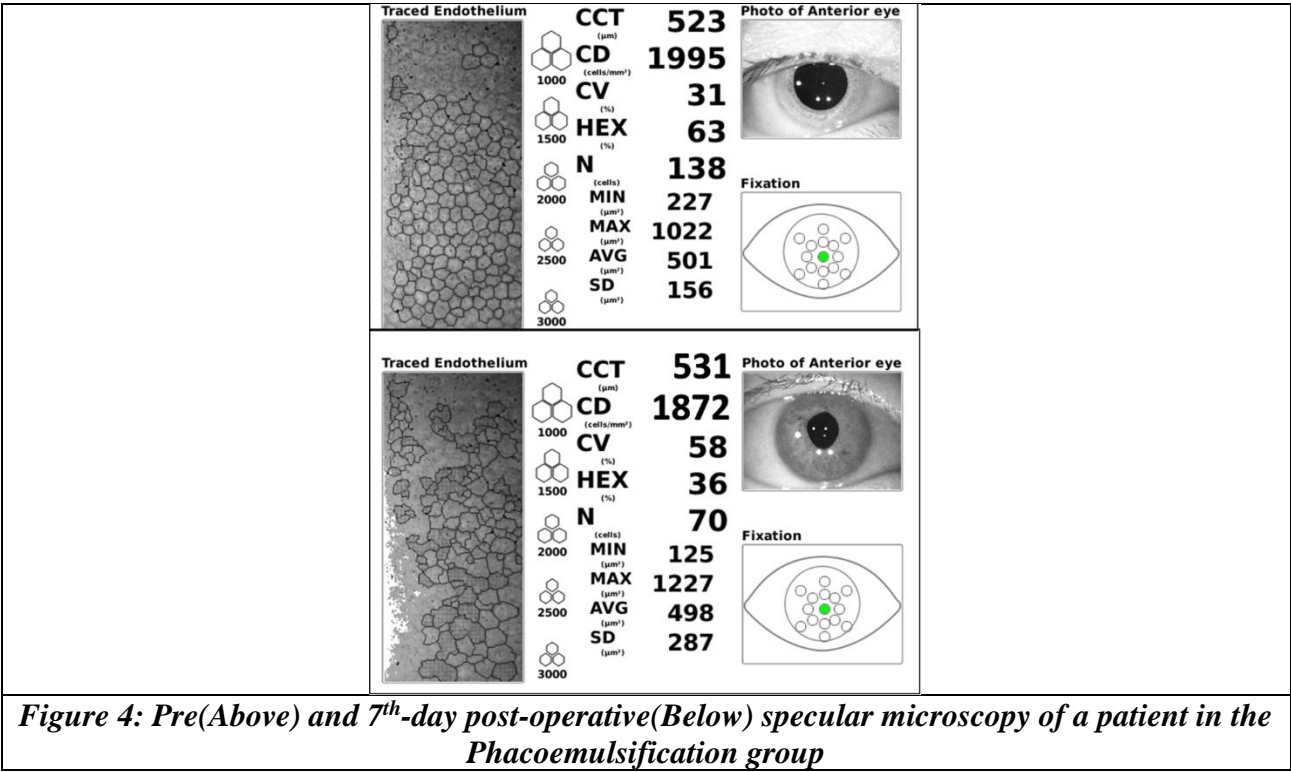 Traced Endothelium
1000
1500
2000
2500
3000
CCT 523
(µm)
CD 1995
(cells/mm²)
CV 31
(%)
HEX 63
(%)
N 138
(cells)
MIN 227
(µm²)
MAX 1022
(µm²)
AVG 501
(µm²)
SD 156
(µm²)
Photo of Anterior eye
Fixation
Traced Endothelium
1000
1500
2000
2500
3000
CCT 531
(µm)
CD 1872
(cells/mm²)
CV 58
(%)
HEX 36
(%)
N 70
(cells)
MIN 125
(µm²)
MAX 1227
(µm²)
AVG 498
(µm²)
SD 287
(µm²)
Photo of Anterior eye
Fixation
Figure 4: Pre(Above) and 7th-day post-operative(Below) specular microscopy of a patient in the
Phacoemulsification group